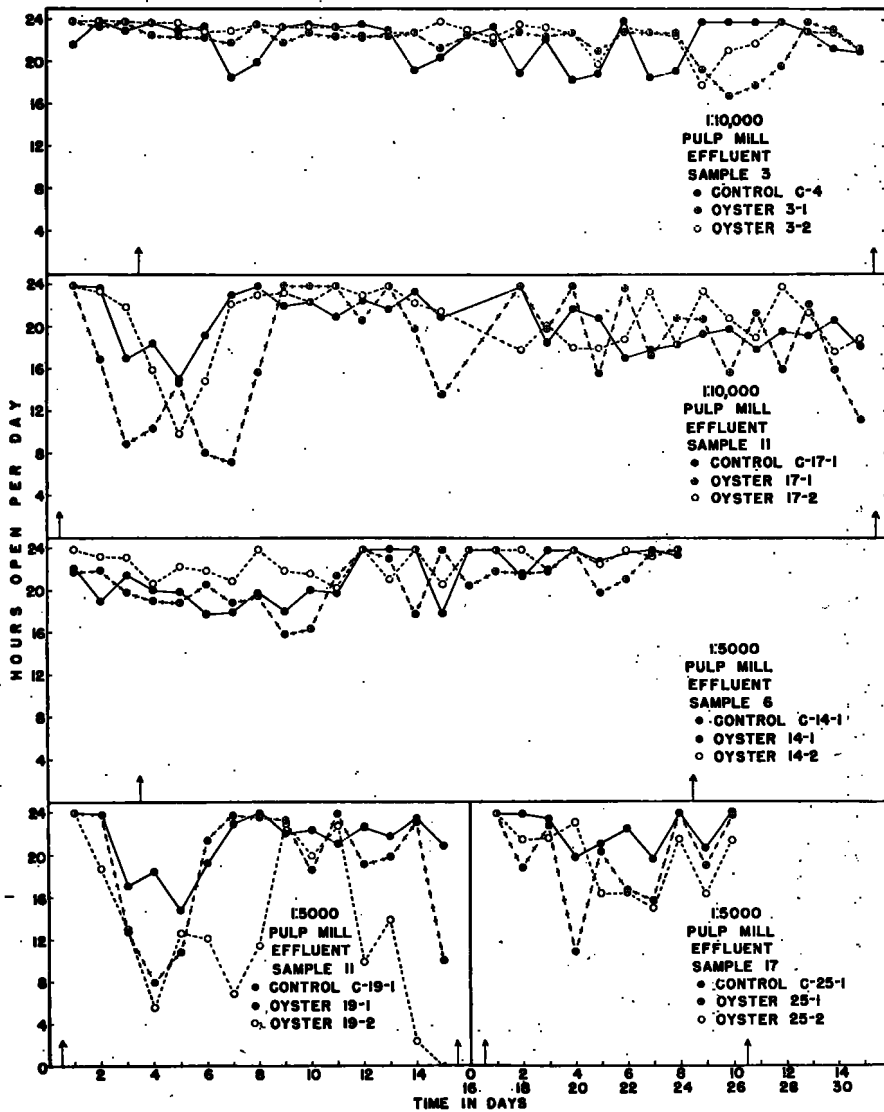 HOURS OPEN PER DAY
24
20
16
12
8
4
1:10,000
PULP MILL
EFFLUENT
SAMPLE 3
CONTROL C-4
OYSTER 3-1
OYSTER 3-2
24
20
16
12
8
4
1:10,000
PULP MILL
EFFLUENT
SAMPLE 11
CONTROL C-17-1
OYSTER 17-1
OYSTER 17-2
24
20
16
12
8
4
1:5000
PULP MILL
EFFLUENT
SAMPLE 6
CONTROL C-14-1
OYSTER 14-1
OYSTER 14-2
24
20
16
12
8
4
0
1:5000
PULP MILL
EFFLUENT
SAMPLE 11
CONTROL C-19-1
OYSTER 19-1
OYSTER 19-2
1:5000
PULP MILL
EFFLUENT
SAMPLE 17
CONTROL C-25-1
OYSTER 25-1
OYSTER 25-2
2 4 6 8 10 12 14 0 2 4 6 8 10 12 14
16 18 20 22 24 26 28 30
TIME IN DAYS